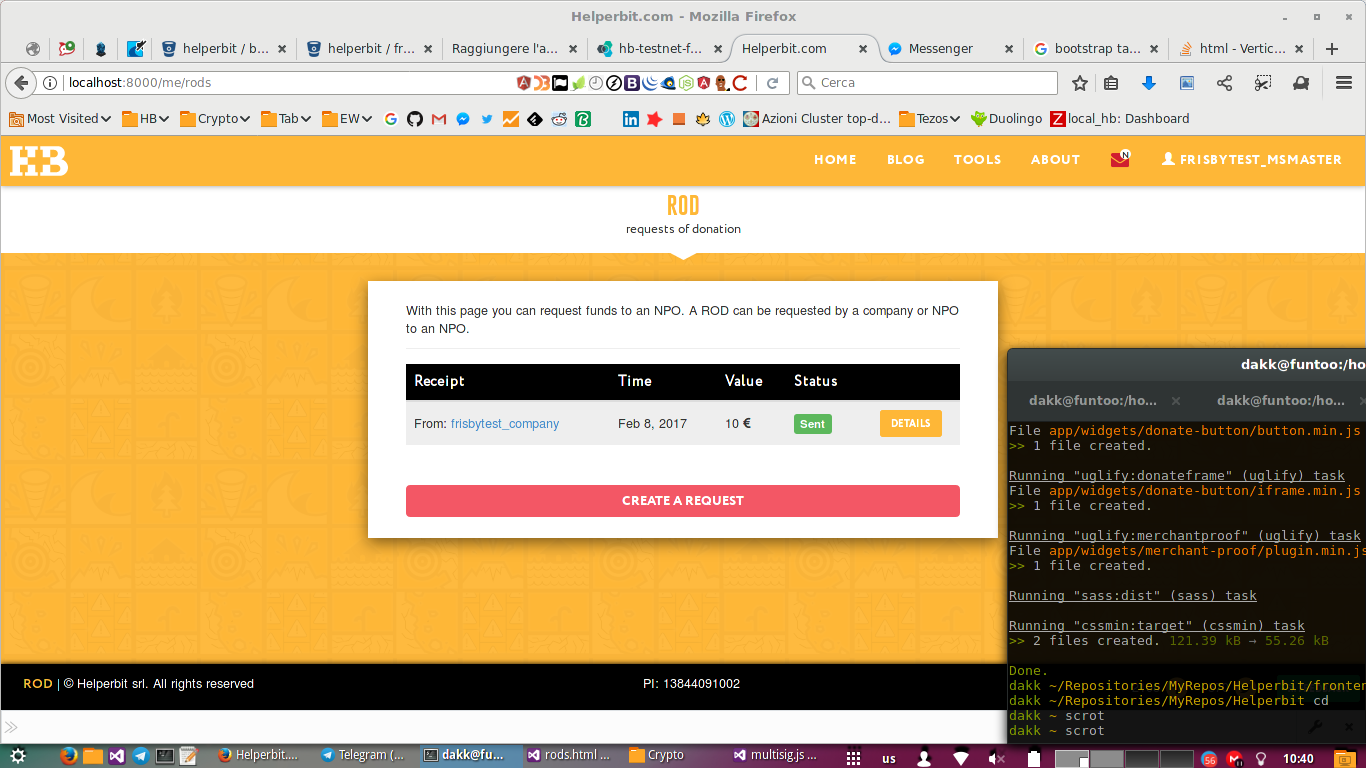 Helperbit.com - Mozilla Firefox
helperbit / b...
helperbit / fr...
Raggiungere l'a...
hb-testnet-f...
Helperbit.com
Messenger
bootstrap ta...
html - Vertic...
localhost:8000/me/rods
Cerca
Most Visited
HB
Crypto
Tab
EW
Azioni Cluster top-d...
Tezos
Duolingo
local_hb: Dashboard
HB
HOME
BLOG
TOOLS
ABOUT
N
FRISBYTEST_MSMASTER
ROD
requests of donation
With this page you can request funds to an NPO. A ROD can be requested by a company or NPO
to an NPO.
Receipt Time Value Status
From: frisbytest_company Feb 8, 2017 10 € Sent DETAILS
CREATE A REQUEST
dakk@funtoo:/ho
dakk@funtoo:/ho...
dakk@funtoo:/ho...
File app/widgets/donate-button/button.min.js
>> 1 file created.
Running "uglify:donateframe" (uglify) task
File app/widgets/donate-button/iframe.min.js
>> 1 file created.
Running "uglify:merchantproof" (uglify) task
File app/widgets/merchant-proof/plugin.min.js
>> 1 file created.
Running "sass:dist" (sass) task
Running "cssmin:target" (cssmin) task
>> 2 files created. 121.39 kB → 55.26 kB
Done.
dakk ~/Repositories/MyRepos/Helperbit/fronter
dakk ~/Repositories/MyRepos/Helperbit cd
dakk ~ scrot
dakk ~ scrot
ROD | © Helperbit srl. All rights reserved
PI: 13844091002
Helperbit....
Telegram (...
dakk@fu...
rods.html ...
Crypto
multisig.js ...
us
56
10:40